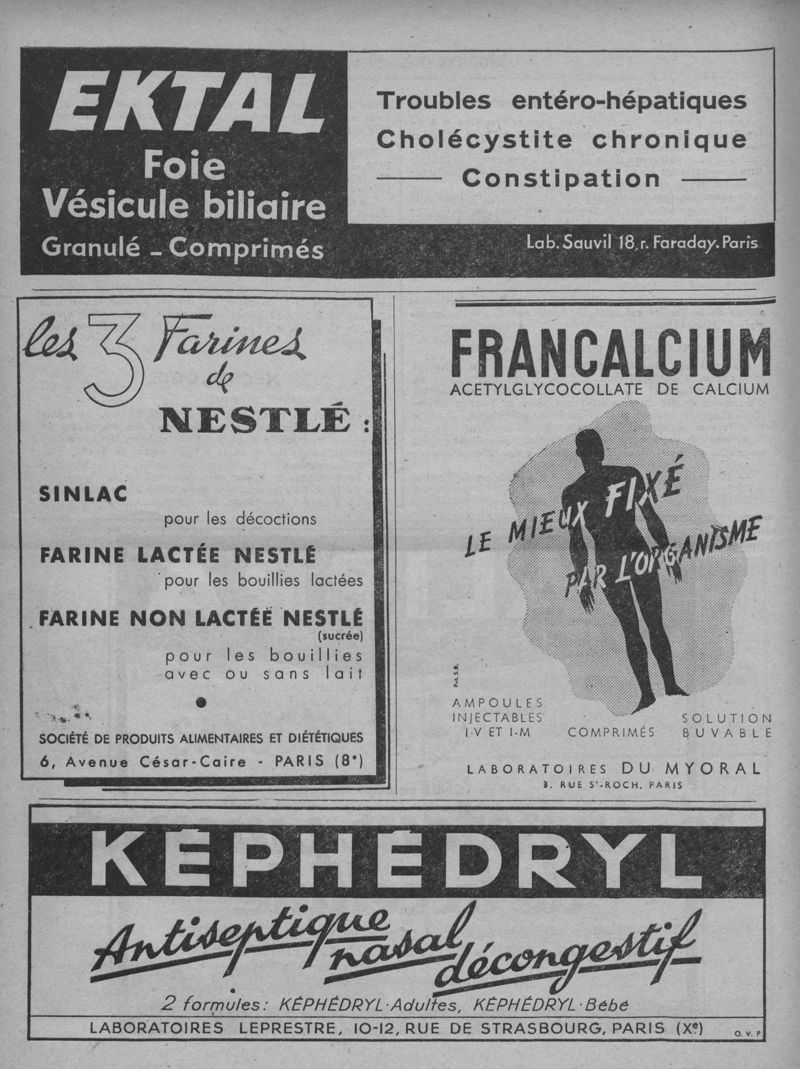 EKTAL
Foie
Vésicule biliaire
Granulé - Comprimés
Troubles entéro-hépatiques
Cholécystite chronique
Constipation
Lab. Sauvil 18, r. Faraday. Paris
les 3 Farines
de
NESTLÉ :
SINLAC
pour les décoctions
FARINE LACTÉE NESTLÉ
pour les bouillies lactées
FARINE NON LACTÉE NESTLÉ
(sucrée)
pour les bouillies
avec ou sans lait
SOCIÉTÉ DE PRODUITS ALIMENTAIRES ET DIÉTÉTIQUES
6, Avenue César-Caire - PARIS (8e)
FRANCALCIUM
ACETYLGLYCOCOLLATE DE CALCIUM
LE MIEUX FIXÉ
PAR L'ORGANISME
AMPOULES
INJECTABLES
I-V ET I-M
COMPRIMÉS
SOLUTION
BUVABLE
LABORATOIRES DU MYORAL
3, RUE St-ROCH. PARIS
KÉPHÉDRYL
Antiseptique
nasal
décongestif
2 formules: KÉPHÉDRYL-Adultes, KÉPHÉDRYL-Bébé
LABORATOIRES LEPRESTRE, 10-12, RUE DE STRASBOURG, PARIS (Xe)
O. V. P